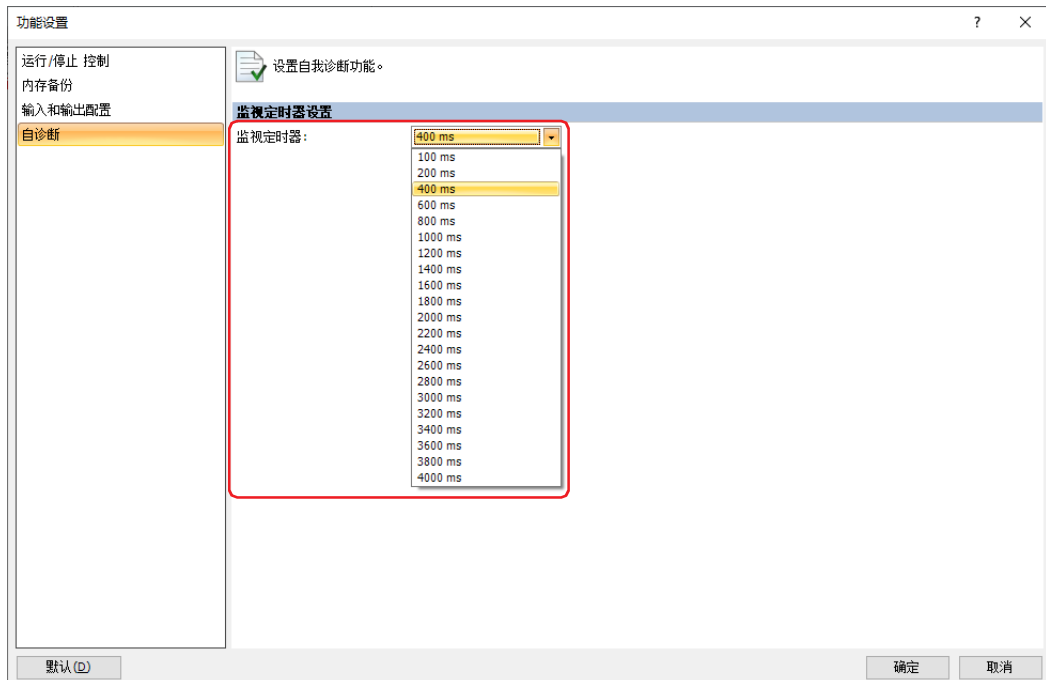 功能设置
运行/停止 控制
内存备份
输入和输出配置
自诊断
设置自我诊断功能。
监视定时器设置
监视定时器: 400 ms
100 ms
200 ms
400 ms
600 ms
800 ms
1000 ms
1200 ms
1400 ms
1600 ms
1800 ms
2000 ms
2200 ms
2400 ms
2600 ms
2800 ms
3000 ms
3200 ms
3400 ms
3600 ms
3800 ms
4000 ms
默认(D) 确定 取消